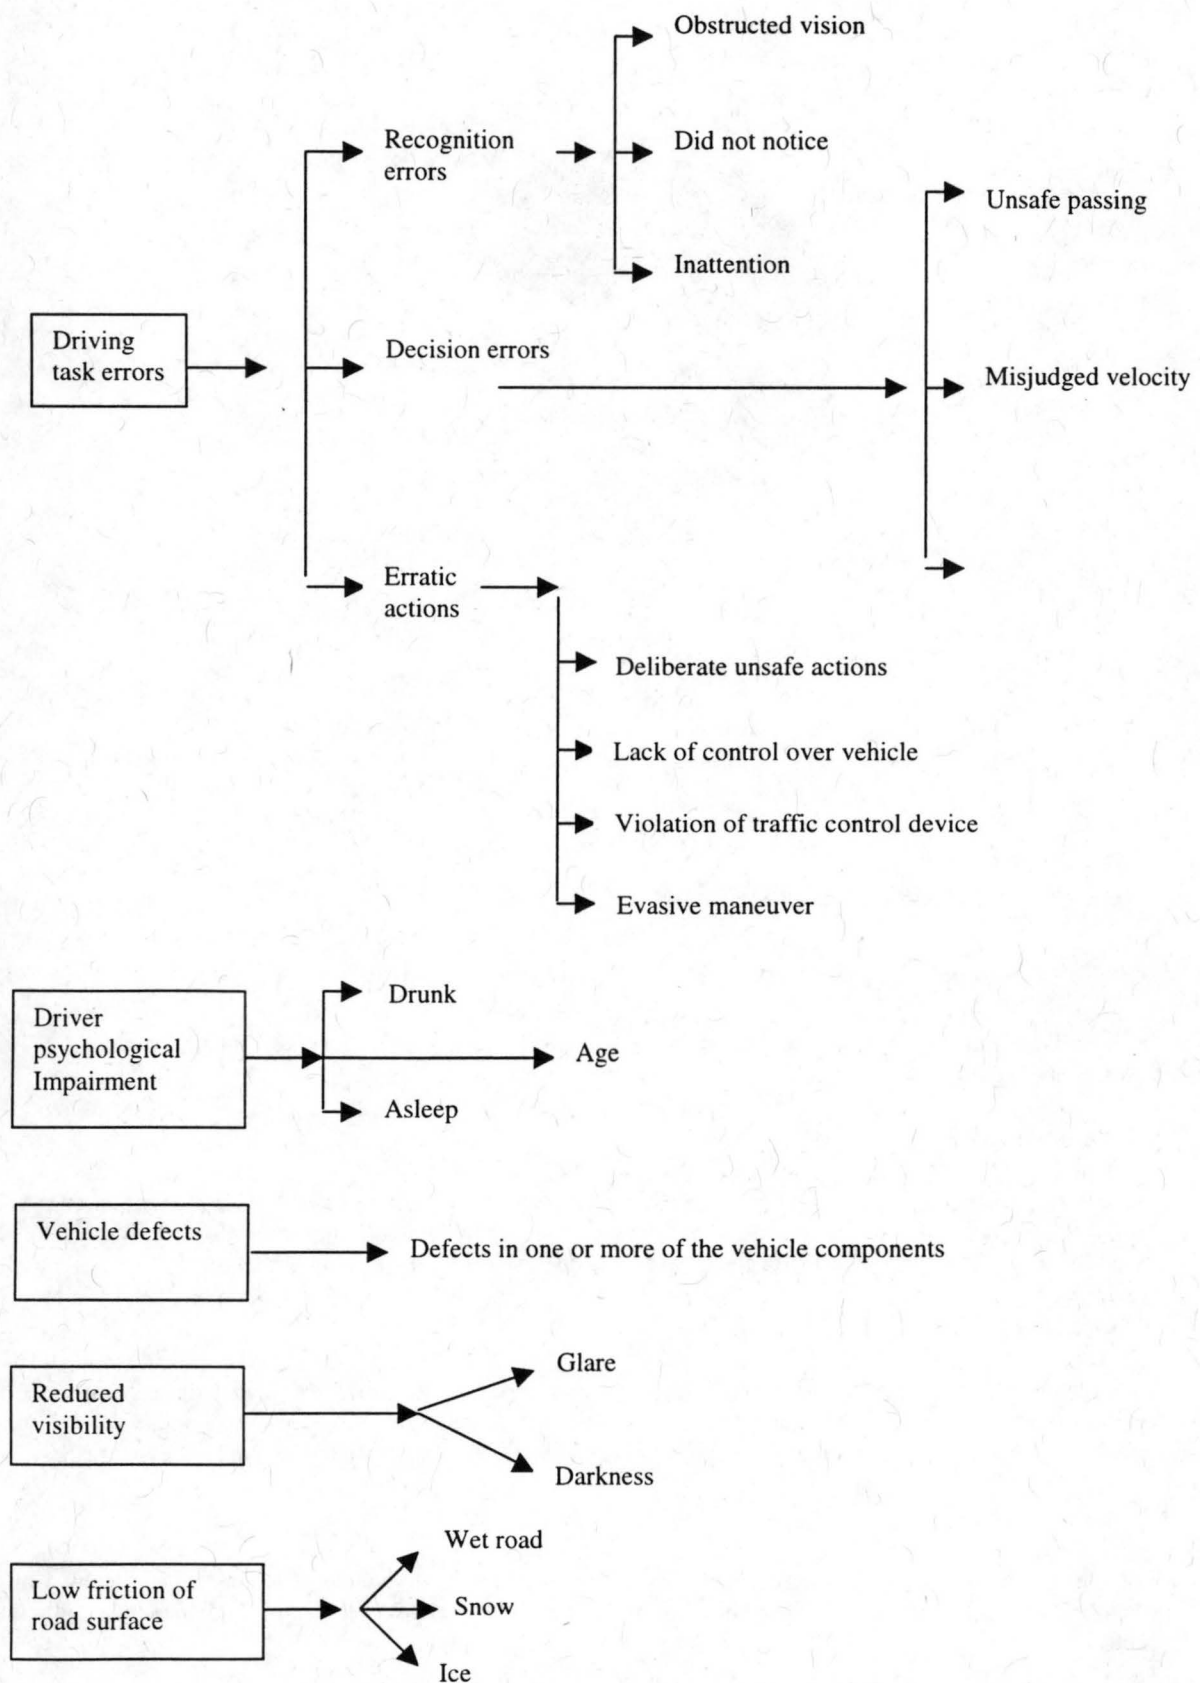 Obstructed vision
Recognition
errors
Did not notice
Unsafe passing
Inattention
Driving
task errors
Decision errors
Misjudged velocity
Erratic
actions
Deliberate unsafe actions
Lack of control over vehicle
Violation of traffic control device
Evasive maneuver
Driver
psychological
Impairment
Drunk
Age
Asleep
Vehicle defects
Defects in one or more of the vehicle components
Reduced
visibility
Glare
Darkness
Low friction of
road surface
Wet road
Snow
Ice